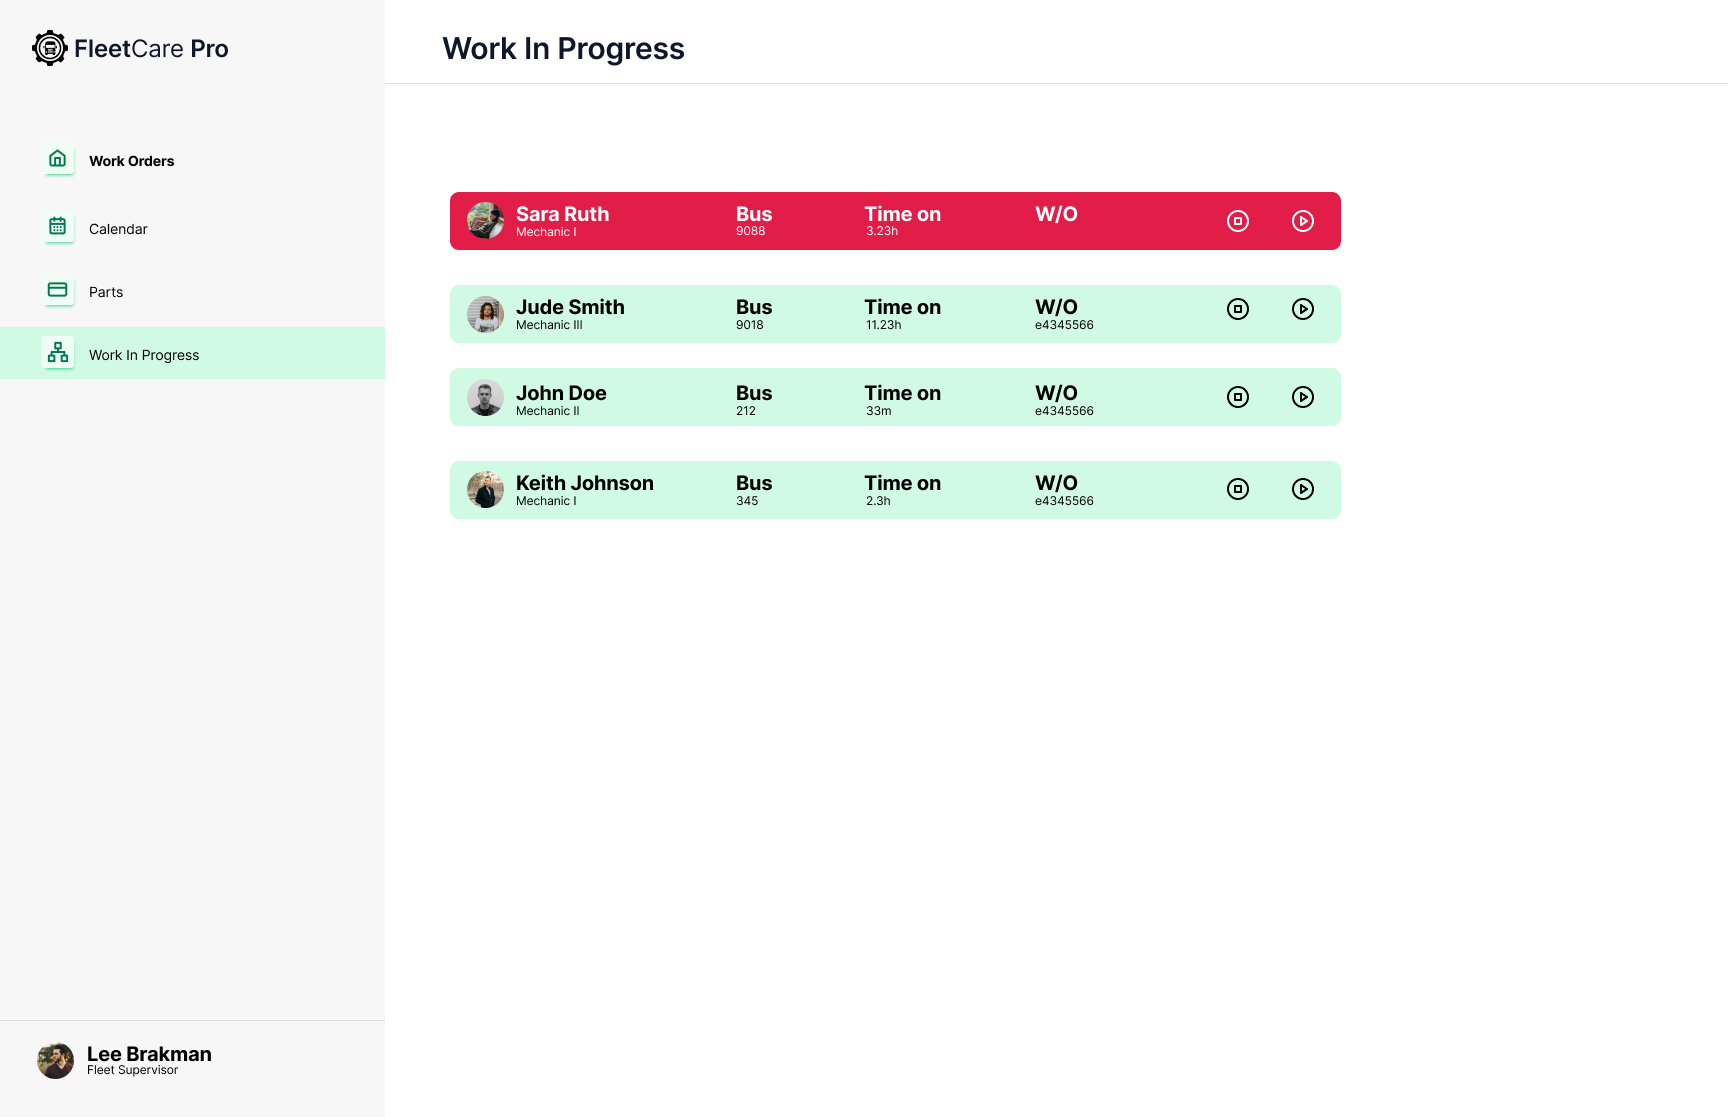 FleetCare Pro
Work Orders
Calendar
Parts
Work In Progress
Lee Brakman
Fleet Supervisor
Work In Progress
Sara Ruth Bus Time on W/O
Mechanic I 9088 3.23h
Jude Smith Bus Time on W/O
Mechanic III 9018 11.23h e4345566
John Doe Bus Time on W/O
Mechanic II 212 33m e4345566
Keith Johnson Bus Time on W/O
Mechanic I 345 2.3h e4345566